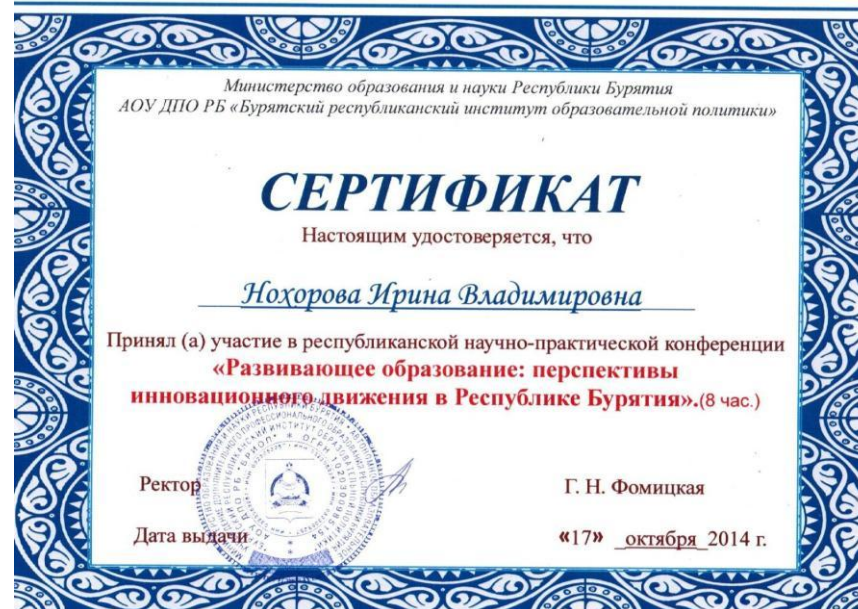 Министерство образования и науки Республики Бурятия
АОУ ДПО РБ «Бурятский республиканский институт образовательной политики»
СЕРТИФИКАТ
Настоящим удостоверяется, что
Нохорова Ирина Владимировна
Принял (а) участие в республиканской научно-практической конференции
«Развивающее образование: перспективы
инновационного движения в Республике Бурятия».(8 час.)
Ректор Г. Н. Фомицкая
Дата выдачи «17» октября 2014 г.